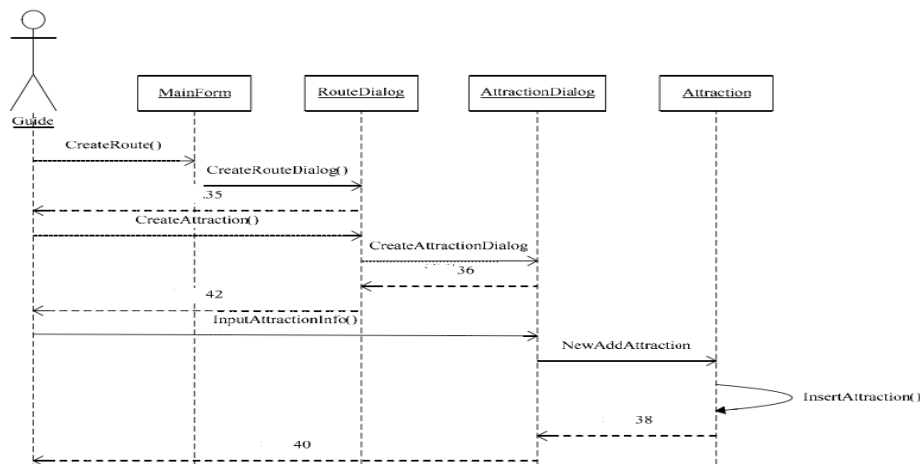 MainForm
RouteDialog
AttractionDialog
Attraction
Guide
CreateRoute()
CreateRouteDialog()
35
CreateAttraction()
CreateAttractionDialog
36
42
InputAttractionInfo()
NewAddAttraction
InsertAttraction()
38
40